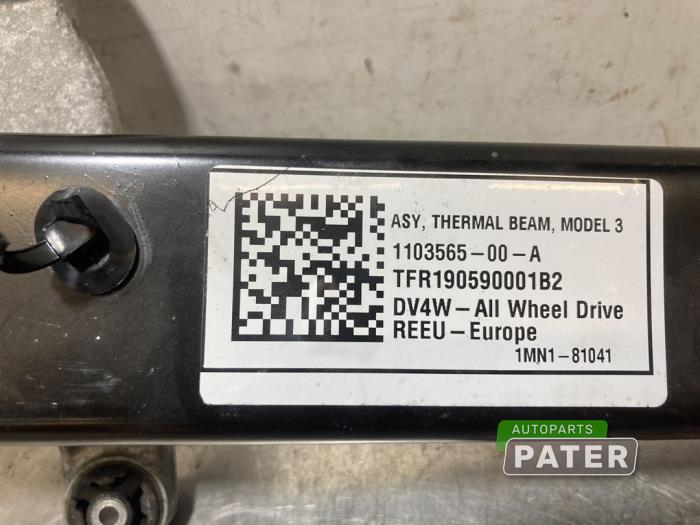 ASY, THERMAL BEAM, MODEL 3
1103565-00-A
TFR190590001B2
DV4W-All Wheel Drive
REEU-Europe
1MN1-81041
AUTOPARTS
PATER